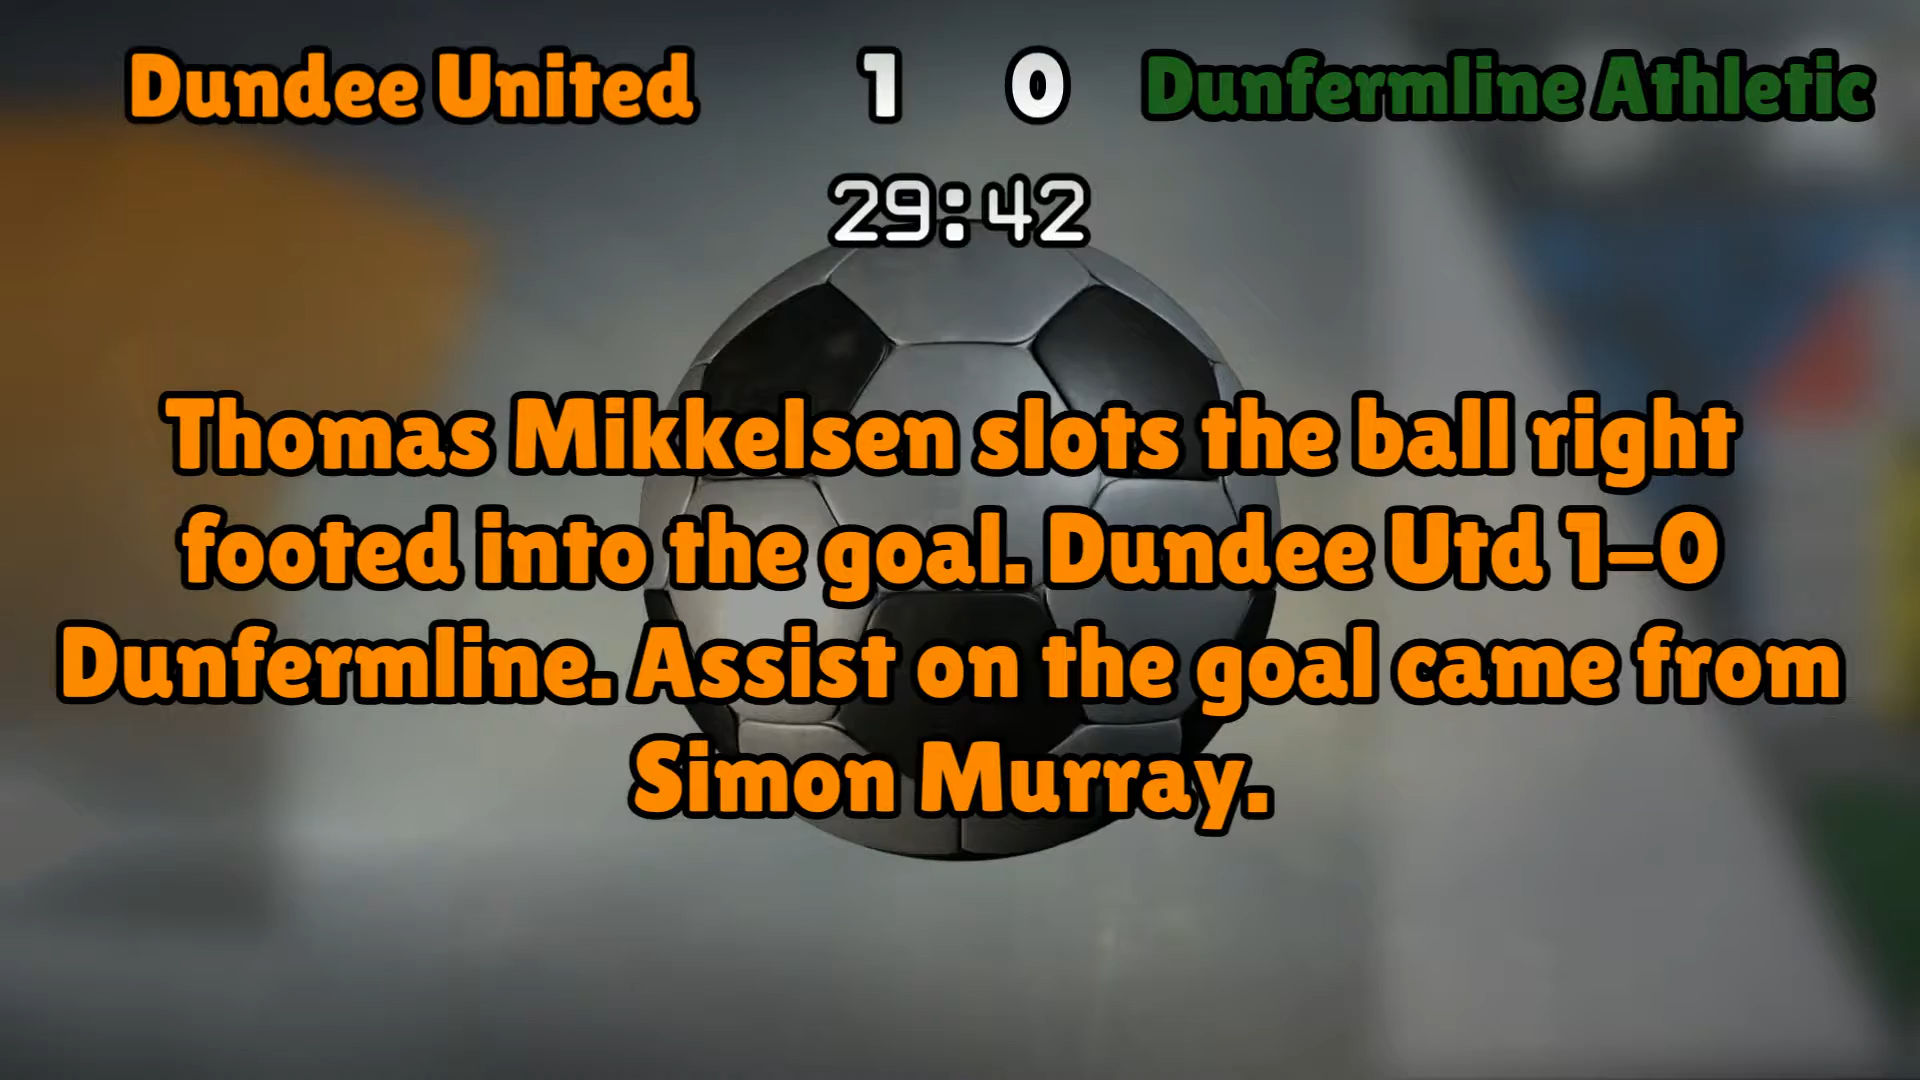 Dundee United 1 0 Dunfermline Athletic
29:42
Thomas Mikkelsen slots the ball right
footed into the goal. Dundee Utd 1-0
Dunfermline. Assist on the goal came from
Simon Murray.